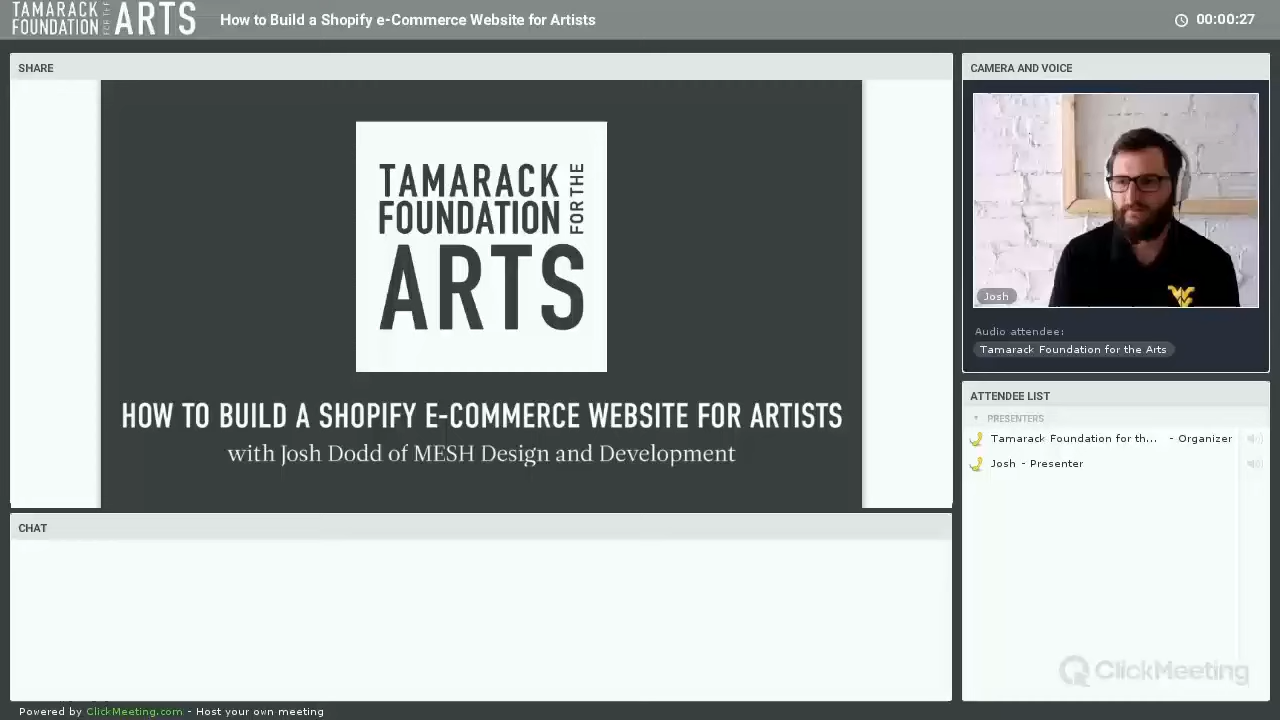 TAMARACK
FOUNDATION
FOR THE
ARTS
How to Build a Shopify e-Commerce Website for Artists
00:00:27
SHARE
TAMARACK
FOUNDATION
FOR THE
ARTS
HOW TO BUILD A SHOPIFY E-COMMERCE WEBSITE FOR ARTISTS
with Josh Dodd of MESH Design and Development
CHAT
CAMERA AND VOICE
Josh
Audio attendee:
Tamarack Foundation for the Arts
ATTENDEE LIST
PRESENTERS
Tamarack Foundation for th... - Organizer
Josh - Presenter
ClickMeeting
Powered by ClickMeeting.com - Host your own meeting